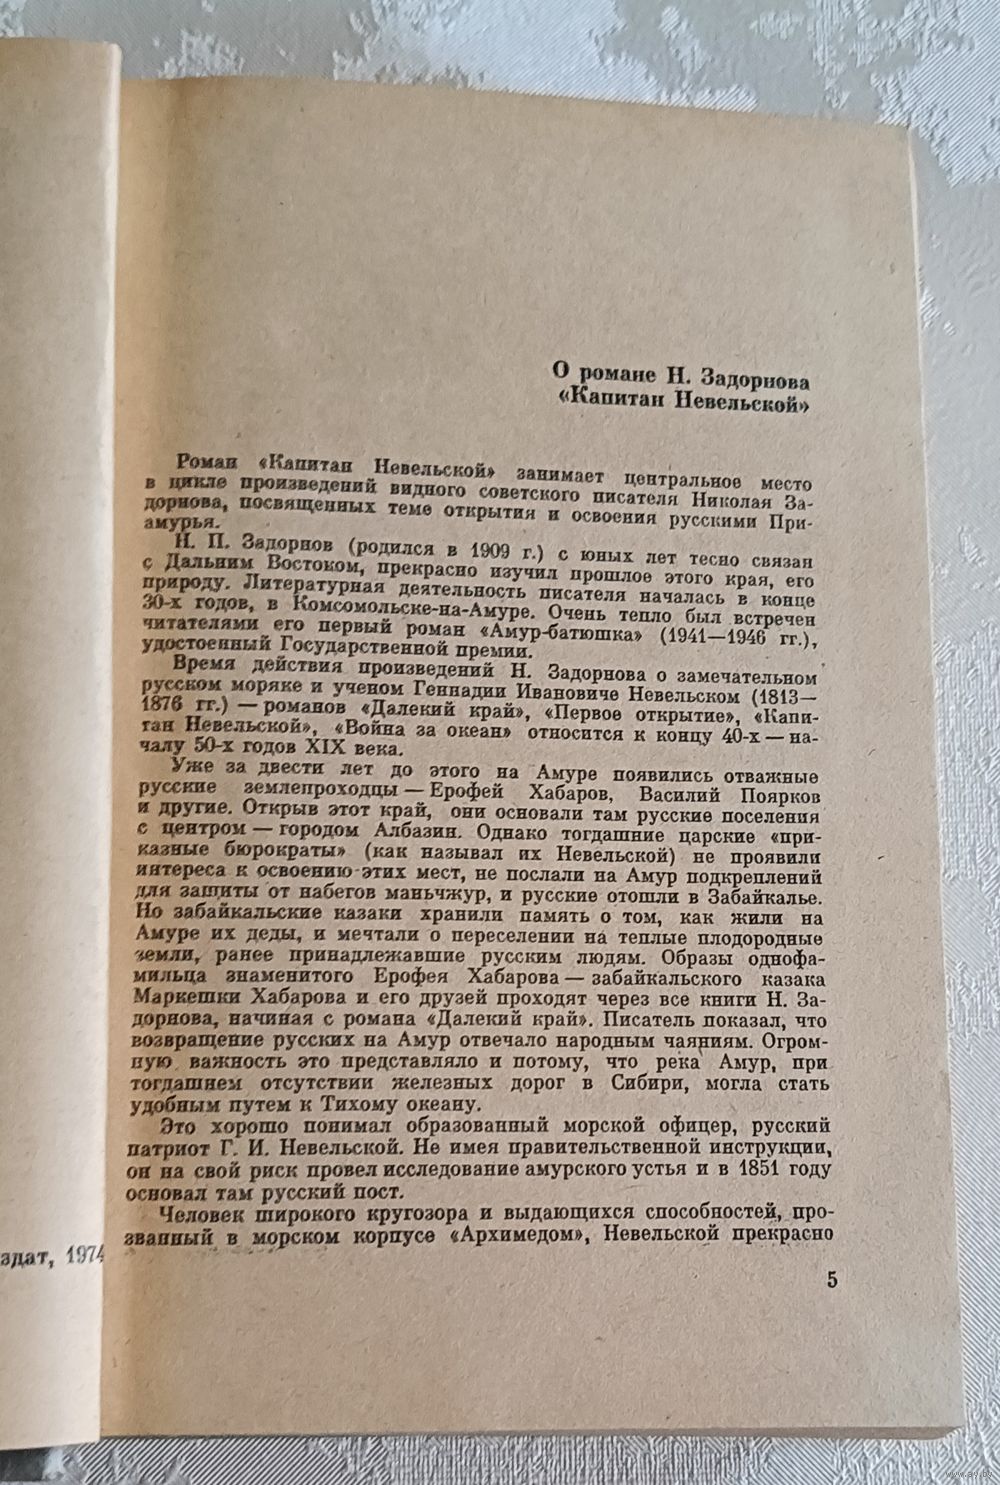 О романе Н. Задорнова
«Капитан Невельской»
Роман «Капитан Невельской» занимает центральное место
в цикле произведений видного советского писателя Николая За-
дорнова, посвященных теме открытия и освоения русскими При-
амурья.
Н. П. Задорнов (родился в 1909 г.) с юных лет тесно связан
с Дальним Востоком, прекрасно изучил прошлое этого края, его
природу. Литературная деятельность писателя началась в конце
30-х годов, в Комсомольске-на-Амуре. Очень тепло был встречен
читателями его первый роман «Амур-батюшка» (1941—1946 гг.),
удостоенный Государственной премии.
Время действия произведений Н. Задорнова о замечательном
русском моряке и ученом Геннадии Ивановиче Невельском (1813—
1876 гг.) — романов «Далекий край», «Первое открытие», «Капи-
тан Невельской», «Война за океан» относится к концу 40-х — на-
чалу 50-х годов XIX века.
Уже за двести лет до этого на Амуре появились отважные
русские землепроходцы — Ерофей Хабаров, Василий Поярков
и другие. Открыв этот край, они основали там русские поселения
с центром — городом Албазин. Однако тогдашние царские «при-
казные бюрократы» (как называл их Невельской) не проявили
интереса к освоению этих мест, не послали на Амур подкреплений
для защиты от набегов маньчжур, и русские отошли в Забайкалье.
Но забайкальские казаки хранили память о том, как жили на
Амуре их деды, и мечтали о переселении на теплые плодородные
земли, ранее принадлежавшие русским людям. Образы однофа-
мильца знаменитого Ерофея Хабарова — забайкальского казака
Маркешки Хабарова и его друзей проходят через все книги Н. За-
дорнова, начиная с романа «Далекий край». Писатель показал, что
возвращение русских на Амур отвечало народным чаяниям. Огром-
ную важность это представляло и потому, что река Амур, при
тогдашнем отсутствии железных дорог в Сибири, могла стать
удобным путем к Тихому океану.
Это хорошо понимал образованный морской офицер, русский
патриот Г. И. Невельской. Не имея правительственной инструкции,
он на свой риск провел исследование амурского устья и в 1851 году
основал там русский пост.
Человек широкого кругозора и выдающихся способностей, про-
званный в морском корпусе «Архимедом», Невельской прекрасно
здат, 1974
5
www.ay.by